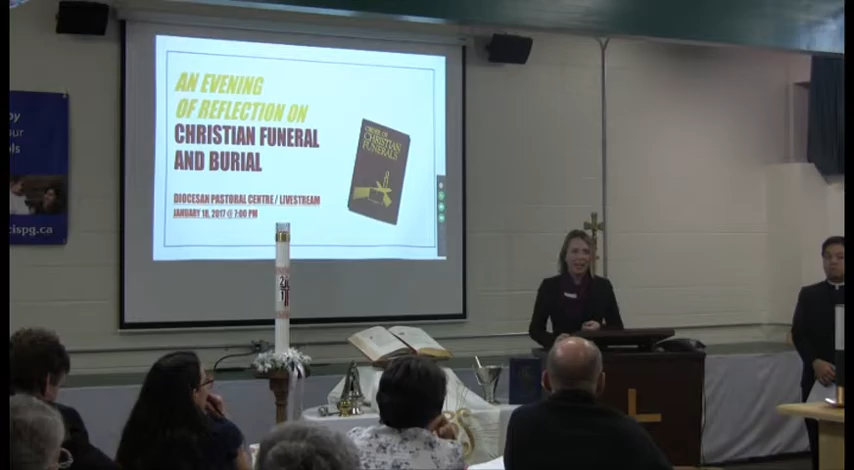 AN EVENING
OF REFLECTION ON
CHRISTIAN FUNERAL
AND BURIAL
DIOCESAN PASTORAL CENTRE/ LIVESTREAM
JANUARY 18, 2017 @ 7:00 PM
ORDER OF
CHRISTIAN
FUNERALS
cispg.ca